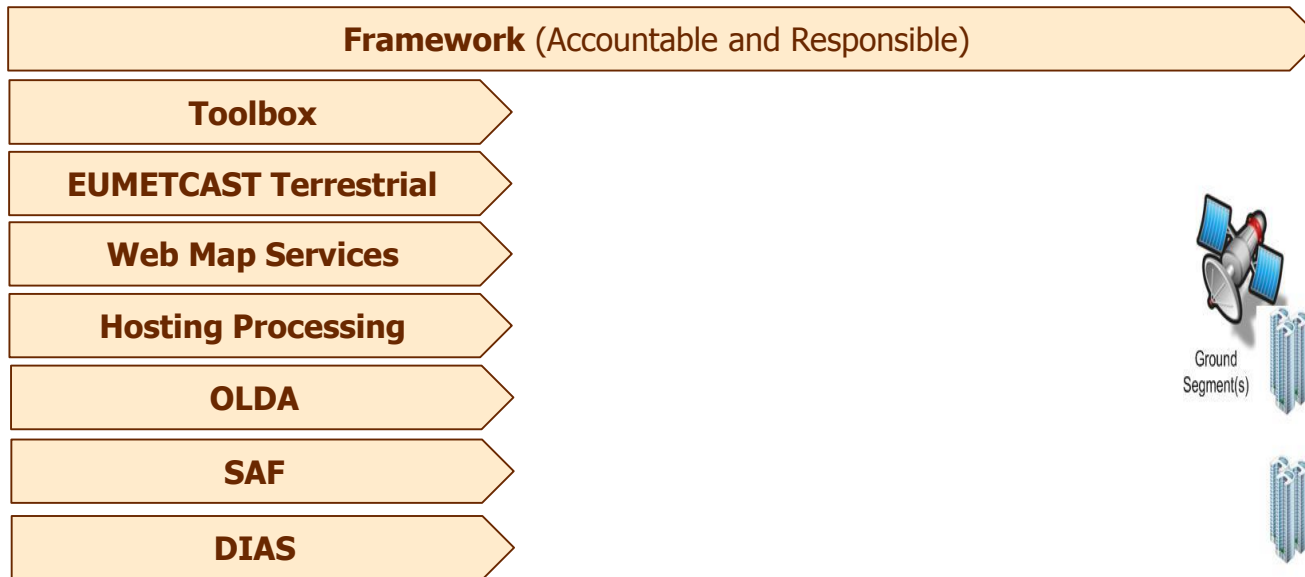 Framework (Accountable and Responsible)
Toolbox
EUMETCAST Terrestrial
Web Map Services
Hosting Processing
Ground
Segment(s)
OLDA
SAF
DIAS